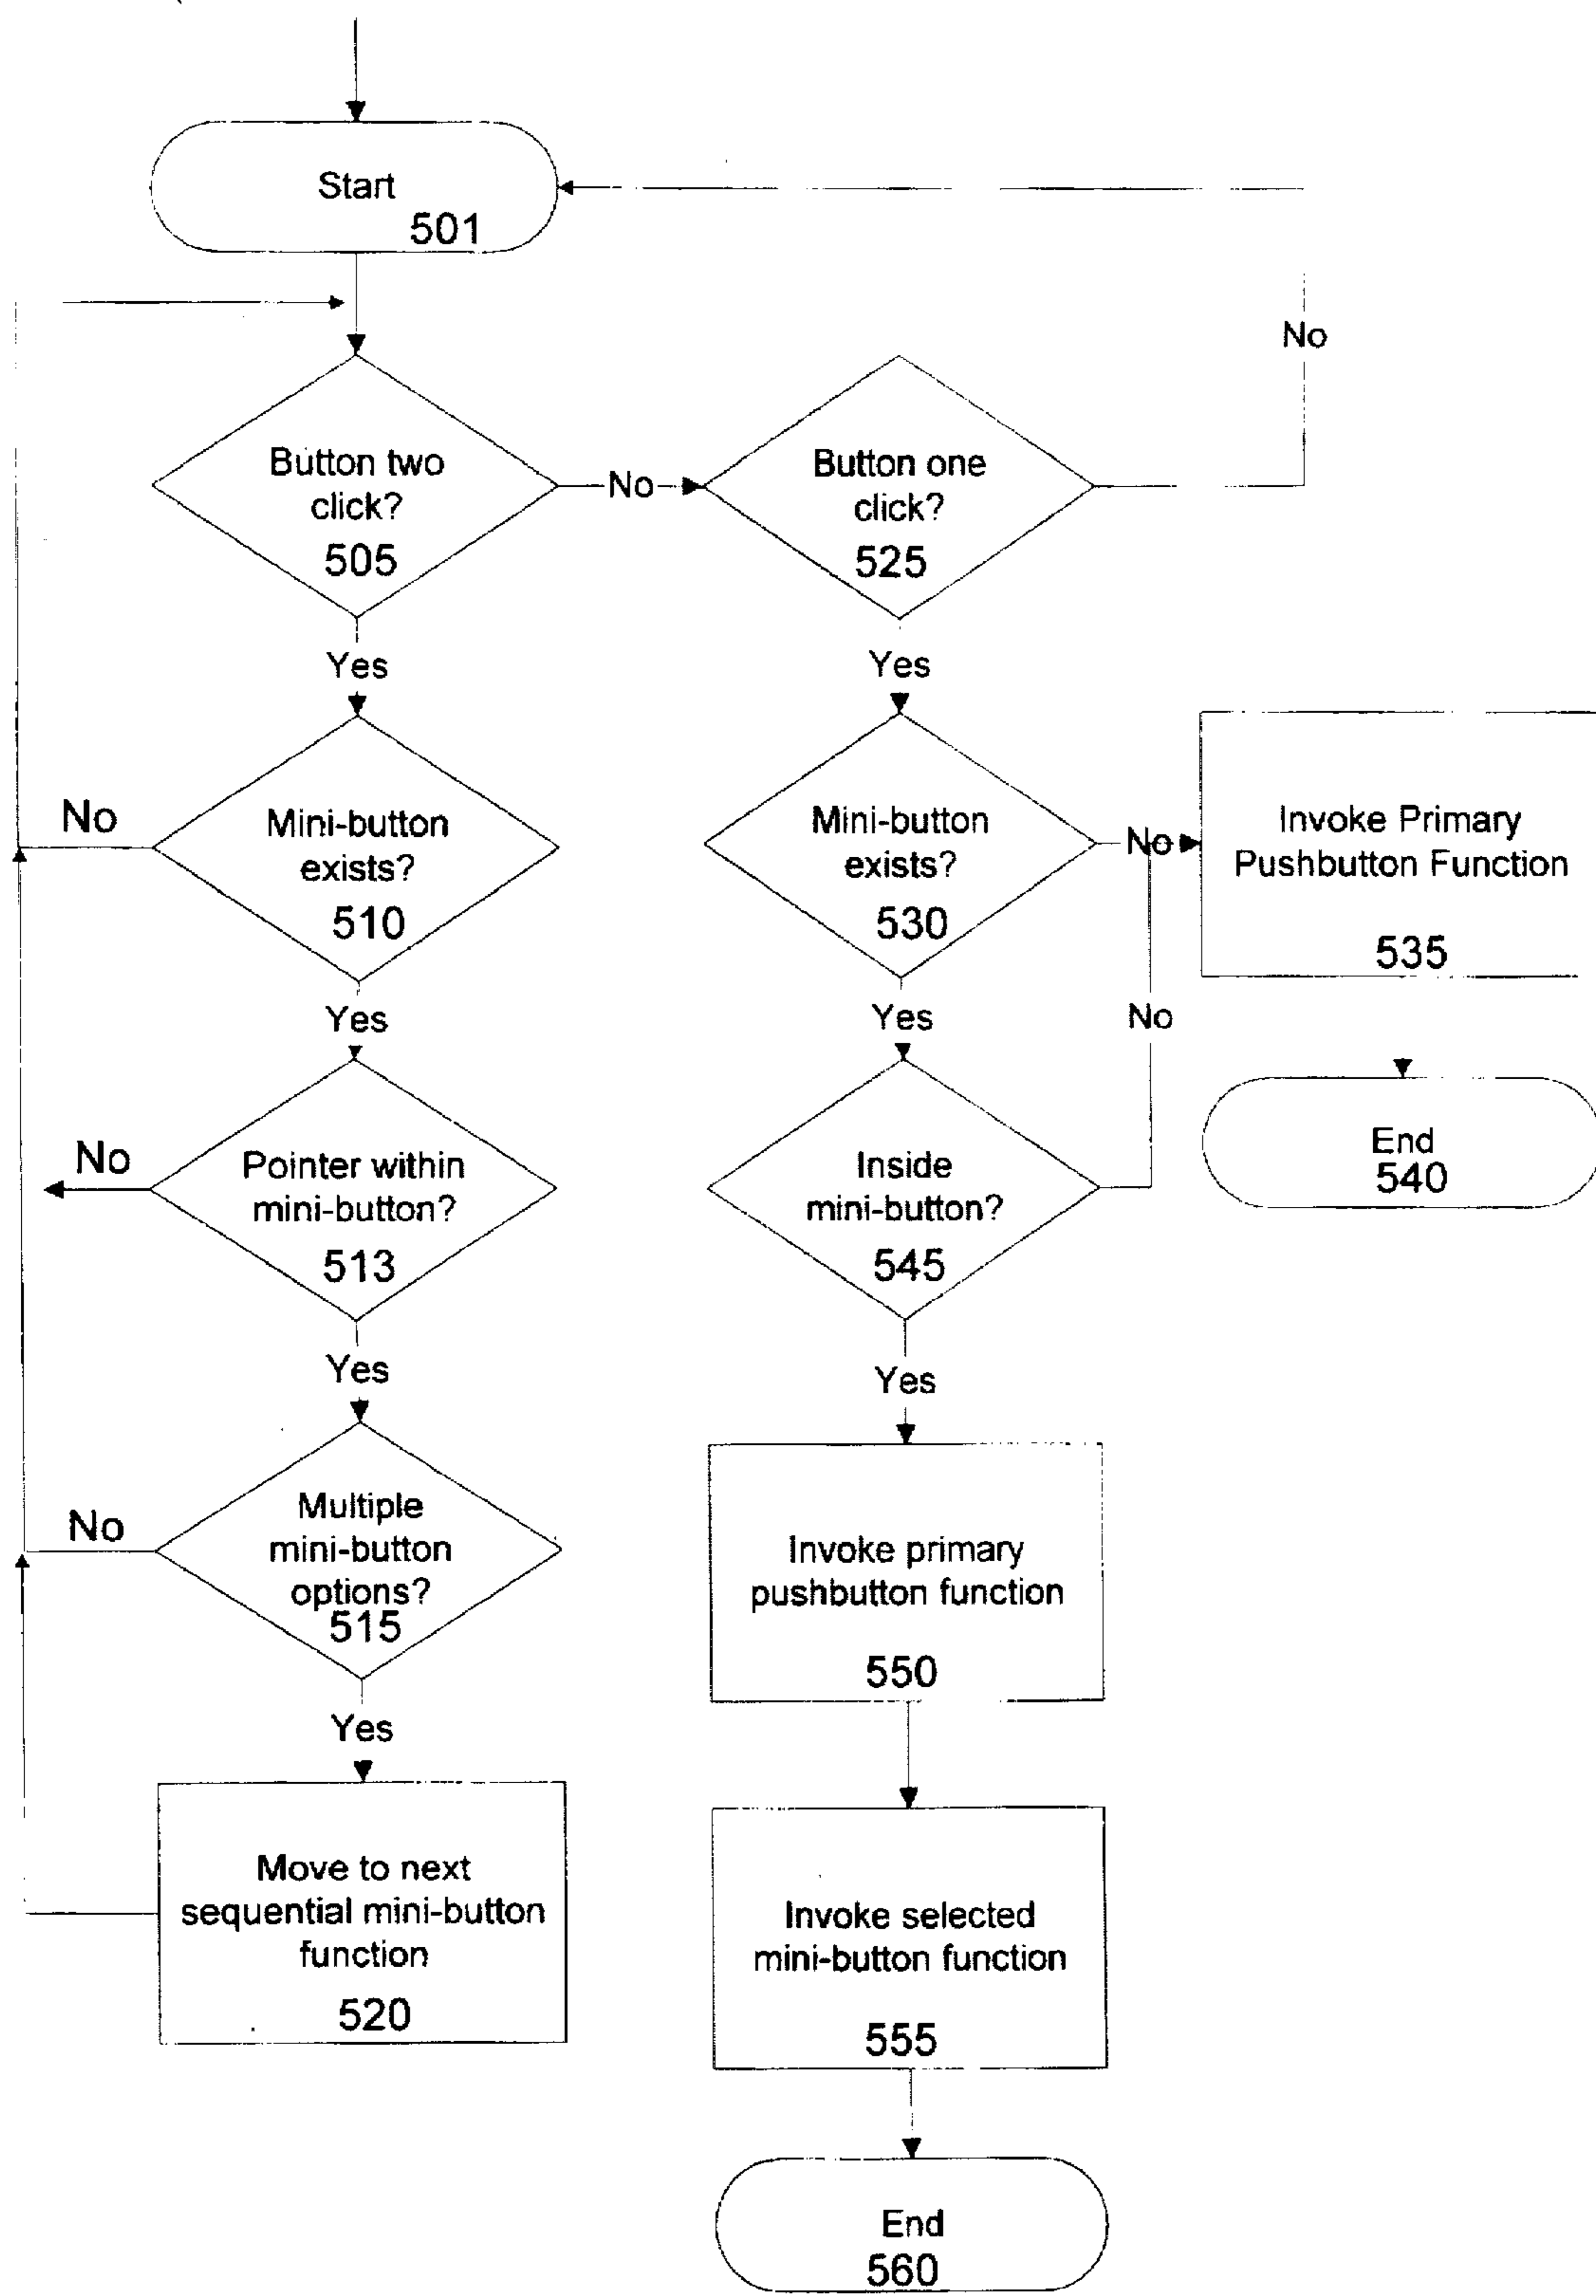 Start
501
No
Button two
click?
505
No
Button one
click?
525
Yes
Yes
No
Mini-button
exists?
510
Mini-button
exists?
530
No
Invoke Primary
Pushbutton Function
535
Yes
Yes
No
No
Pointer within
mini-button?
513
Inside
mini-button?
545
End
540
Yes
Yes
No
Multiple
mini-button
options?
515
Invoke primary
pushbutton function
550
Yes
Move to next
sequential mini-button
function
520
Invoke selected
mini-button function
555
End
560